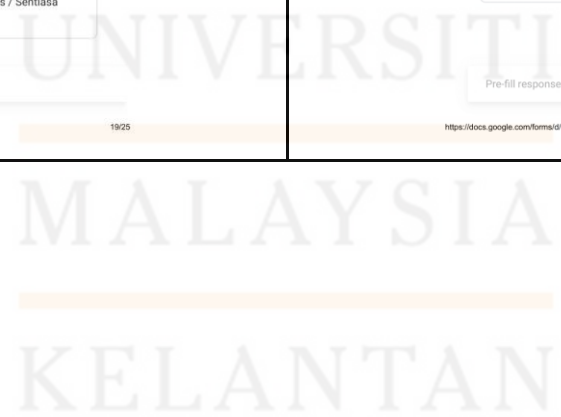 s / Sentiasa
UNIVERSITI
Pre-fill response
19/25
https://docs.google.com/forms/d/
MALAYSIA
KELANTAN